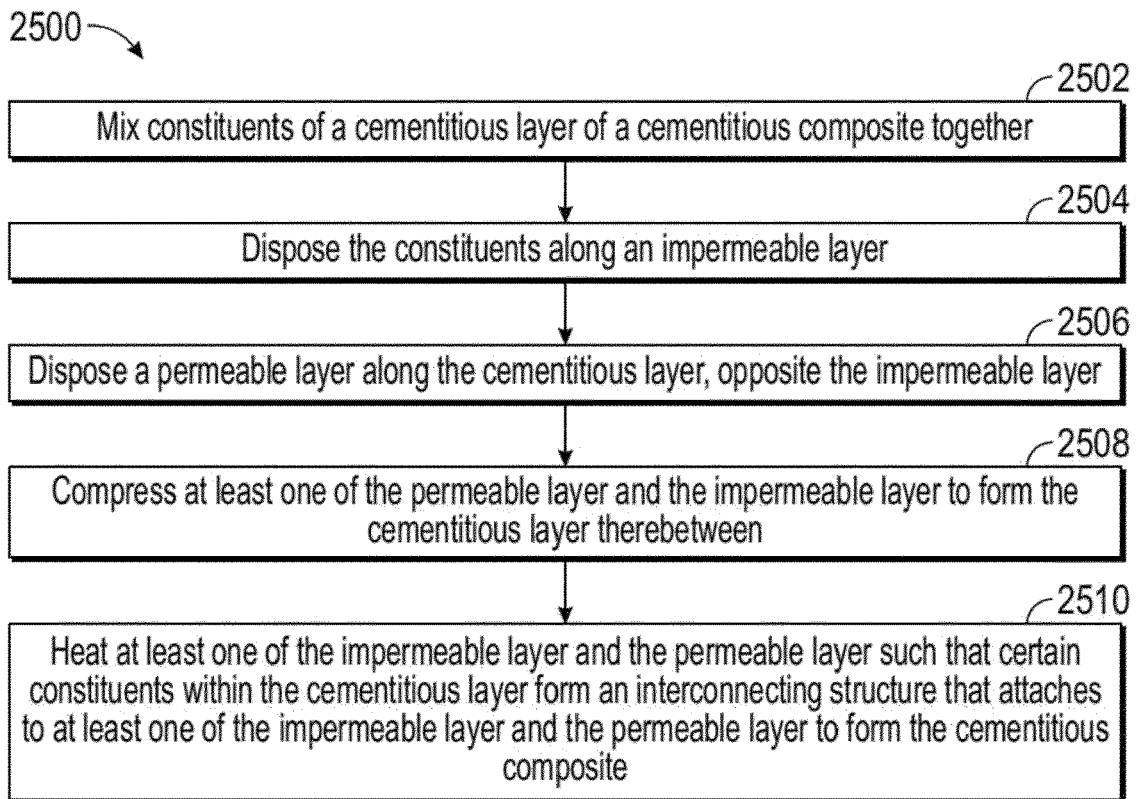 2500
2502
Mix constituents of a cementitious layer of a cementitious composite together
2504
Dispose the constituents along an impermeable layer
2506
Dispose a permeable layer along the cementitious layer, opposite the impermeable layer
2508
Compress at least one of the permeable layer and the impermeable layer to form the
cementitious layer therebetween
2510
Heat at least one of the impermeable layer and the permeable layer such that certain
constituents within the cementitious layer form an interconnecting structure that attaches
to at least one of the impermeable layer and the permeable layer to form the cementitious
composite